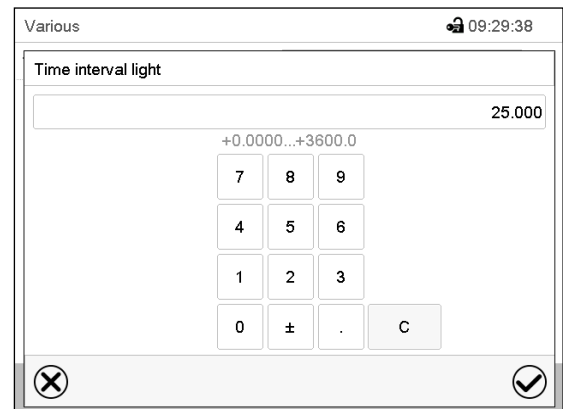 Various 09:29:38
Time interval light
25.000
+0.0000...+3600.0
7 8 9
4 5 6
1 2 3
0 ± . C